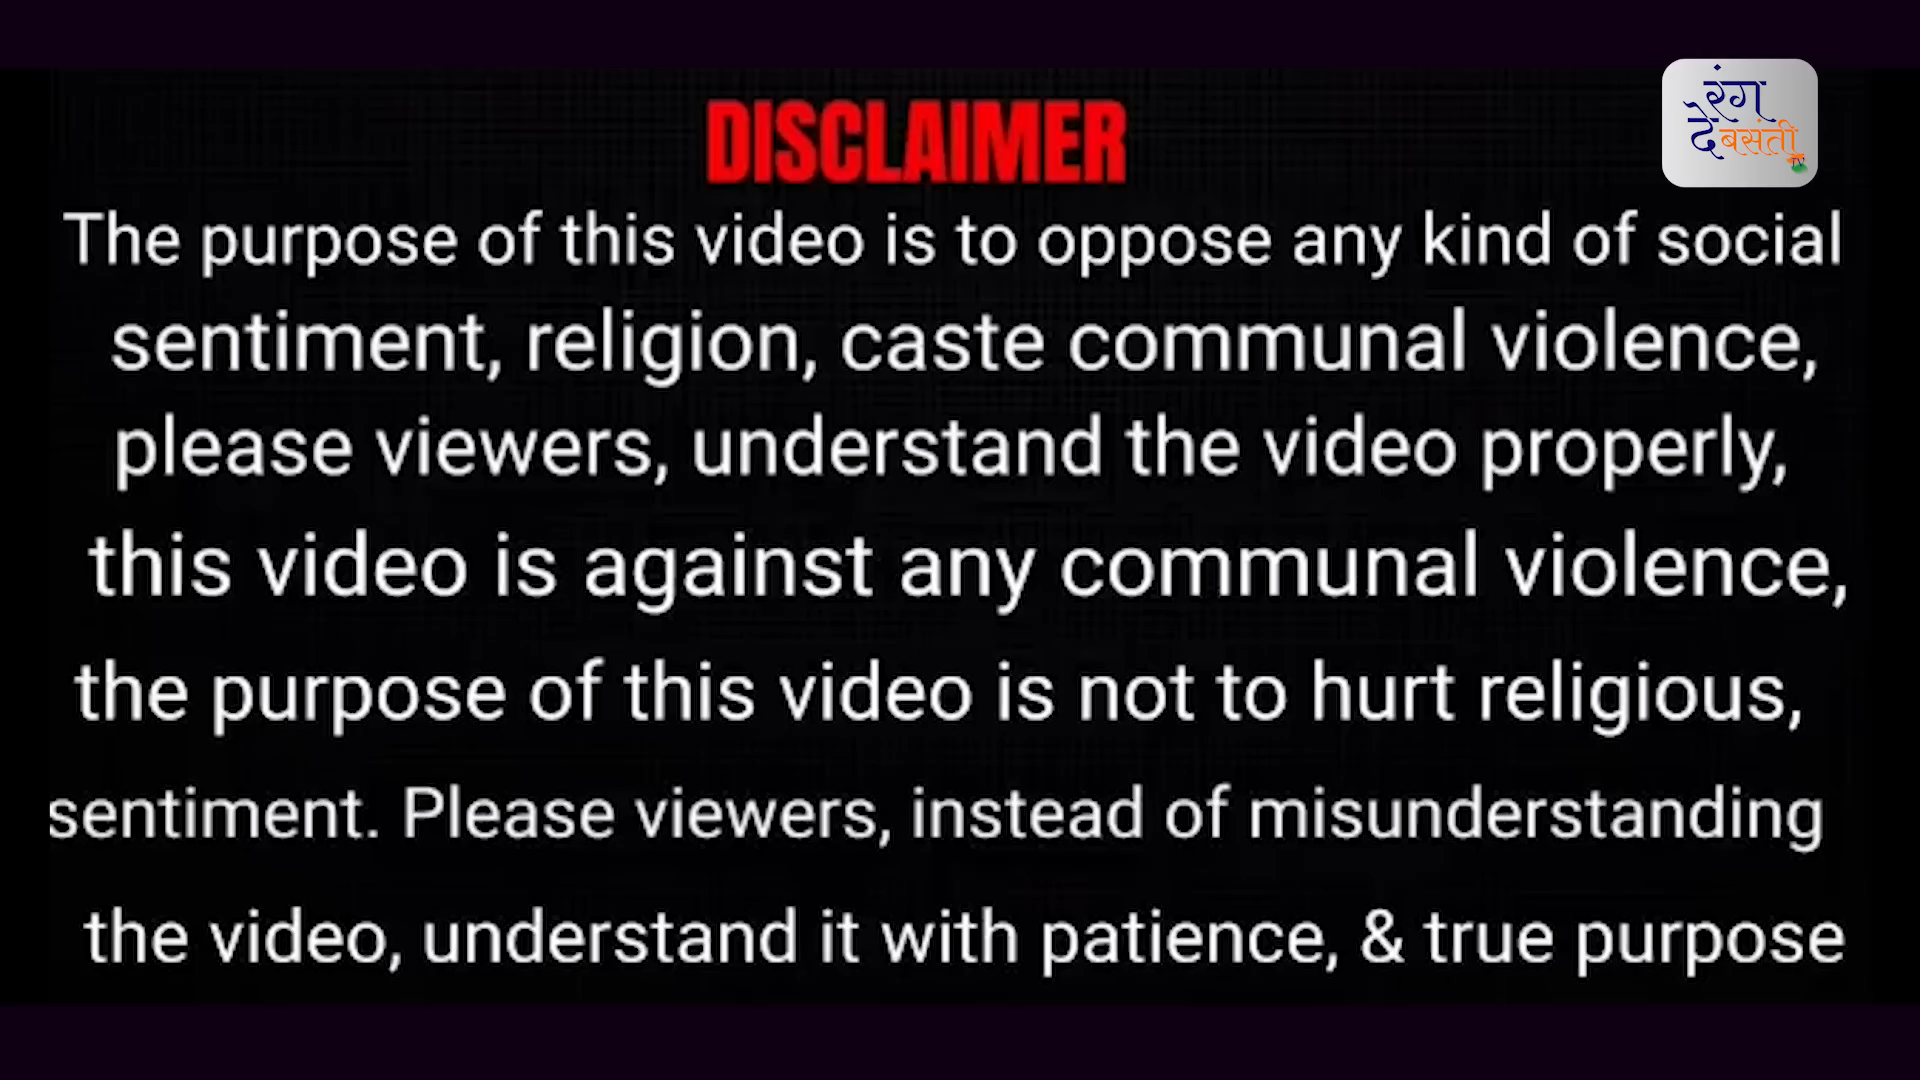 रंग
दे बसंती
DISCLAIMER
The purpose of this video is to oppose any kind of social
sentiment, religion, caste communal violence,
please viewers, understand the video properly,
this video is against any communal violence,
the purpose of this video is not to hurt religious,
sentiment. Please viewers, instead of misunderstanding
the video, understand it with patience, & true purpose